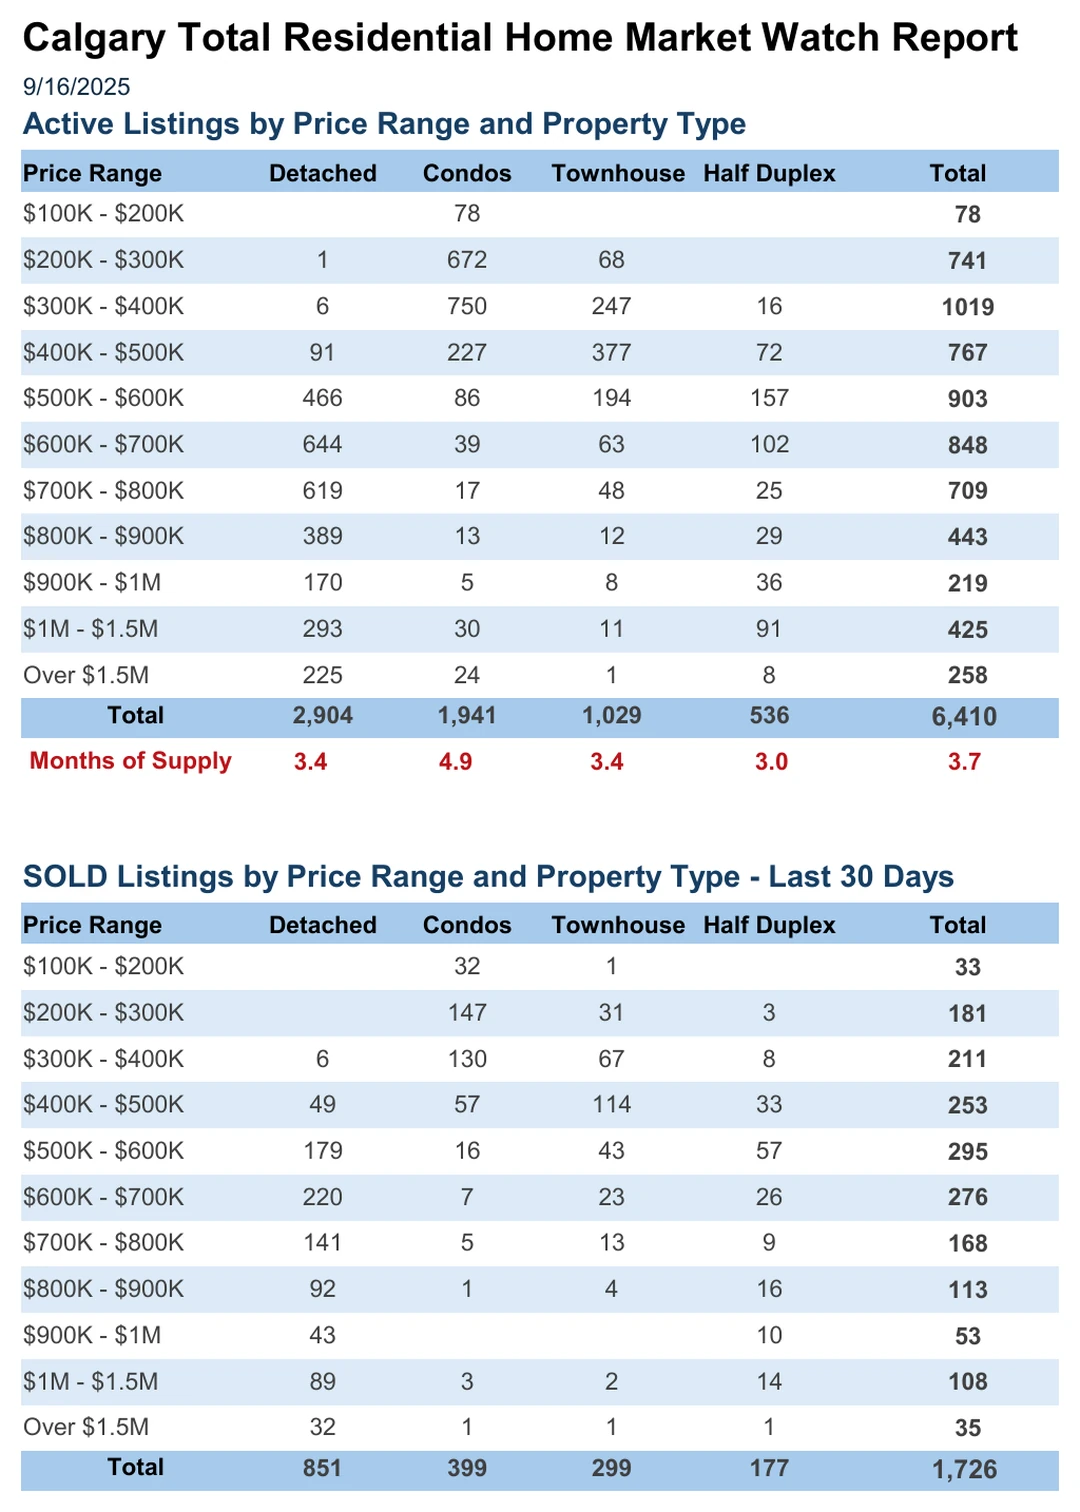 Calgary Total Residential Home Market Watch Report
9/16/2025
Active Listings by Price Range and Property Type
Price Range Detached Condos Townhouse Half Duplex Total
$100K - $200K 78 78
$200K - $300K 1 672 68 741
$300K - $400K 6 750 247 16 1019
$400K - $500K 91 227 377 72 767
$500K - $600K 466 86 194 157 903
$600K - $700K 644 39 63 102 848
$700K - $800K 619 17 48 25 709
$800K - $900K 389 13 12 29 443
$900K - $1M 170 5 8 36 219
$1M - $1.5M 293 30 11 91 425
Over $1.5M 225 24 1 8 258
Total 2,904 1,941 1,029 536 6,410
Months of Supply 3.4 4.9 3.4 3.0 3.7
SOLD Listings by Price Range and Property Type - Last 30 Days
Price Range Detached Condos Townhouse Half Duplex Total
$100K - $200K 32 1 33
$200K - $300K 147 31 3 181
$300K - $400K 6 130 67 8 211
$400K - $500K 49 57 114 33 253
$500K - $600K 179 16 43 57 295
$600K - $700K 220 7 23 26 276
$700K - $800K 141 5 13 9 168
$800K - $900K 92 1 4 16 113
$900K - $1M 43 10 53
$1M - $1.5M 89 3 2 14 108
Over $1.5M 32 1 1 1 35
Total 851 399 299 177 1,726